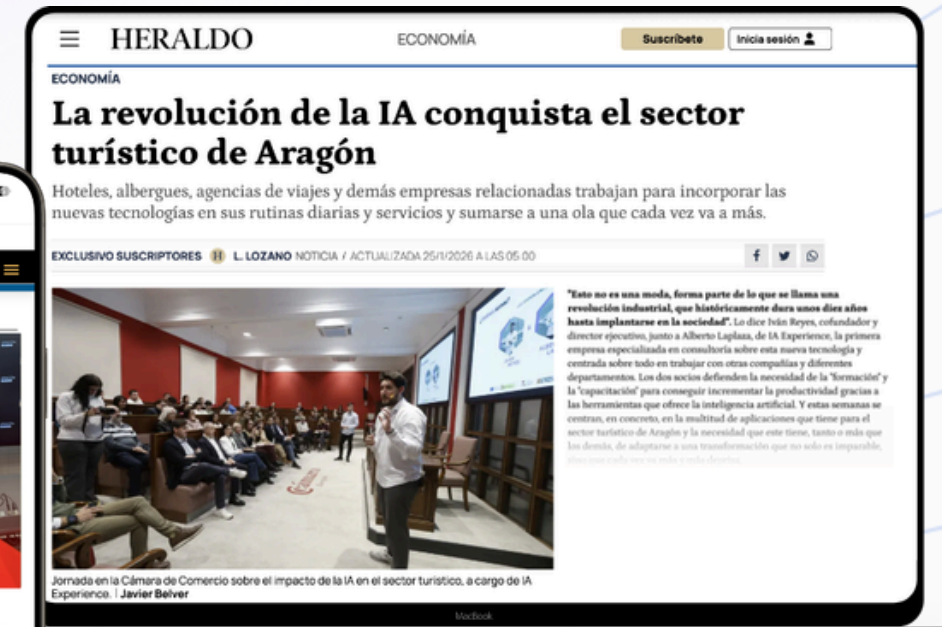 HERALDO
ECONOMÍA
Suscríbete
Inicia sesión
ECONOMÍA
La revolución de la IA conquista el sector
turístico de Aragón
Hoteles, albergues, agencias de viajes y demás empresas relacionadas trabajan para incorporar las
nuevas tecnologías en sus rutinas diarias y servicios y sumarse a una ola que cada vez va a más.
EXCLUSIVO SUSCRIPTORES H L. LOZANO NOTICIA / ACTUALIZADA 25/1/2026 A LAS 05:00
"Esto no es una moda, forma parte de lo que se llama una
revolución industrial, que históricamente dura unos diez años
hasta implantarse en la sociedad". Lo dice Iván Reyes, cofundador y
director ejecutivo, junto a Alberto Laplaza, de IA Experience, la primera
empresa especializada en consultoría sobre esta nueva tecnología y
centrada sobre todo en trabajar con otras compañías y diferentes
departamentos. Los dos socios defienden la necesidad de la "formación" y
la "capacitación" para conseguir incrementar la productividad gracias a
las herramientas que ofrece la inteligencia artificial. Y estas semanas se
centran, en concreto, en la multitud de aplicaciones que tiene para el
sector turístico de Aragón y la necesidad que este tiene, tanto o más que
los demás, de adaptarse a una transformación que no solo es imparable,
sino que cada vez va más
Cámara
Jornada en la Cámara de Comercio sobre el impacto de la IA en el sector turístico, a cargo de IA
Experience. | Javier Belver
MacBook